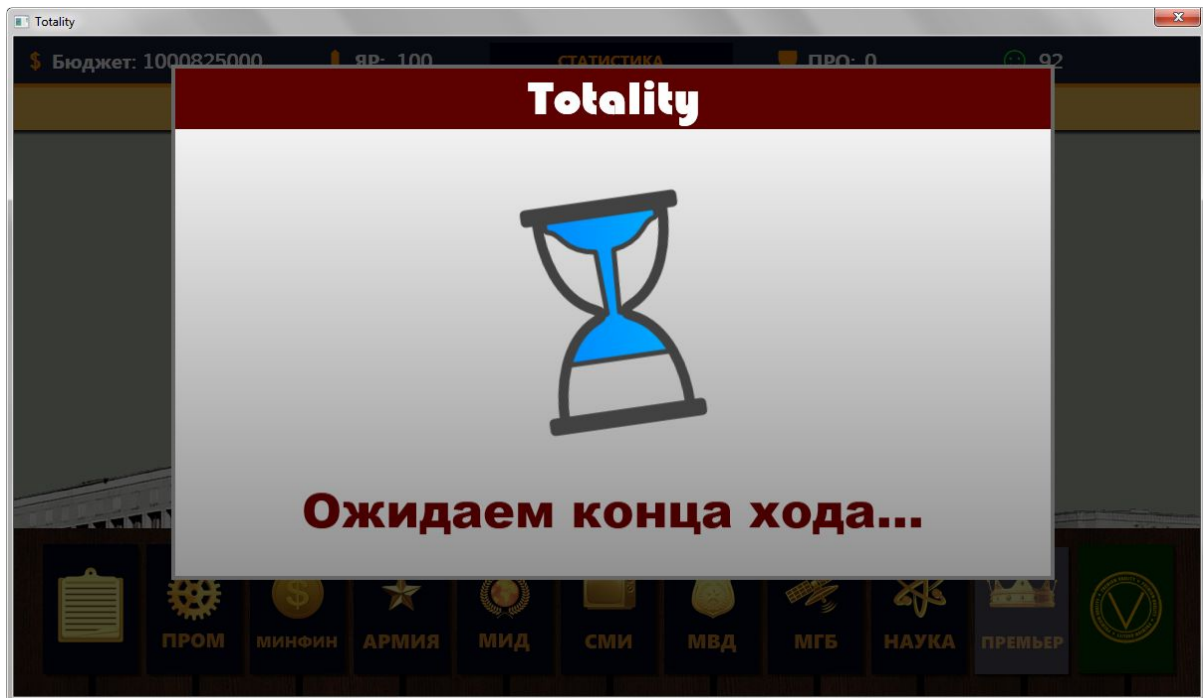 Totality
Бюджет: 1000825000 ЯР: 100 СТАТИСТИКА ПРО: 0 92
Totality
Ожидаем конца хода...
ПРОМ МИНФИН АРМИЯ МИД СМИ МВД МГБ НАУКА ПРЕМЬЕР